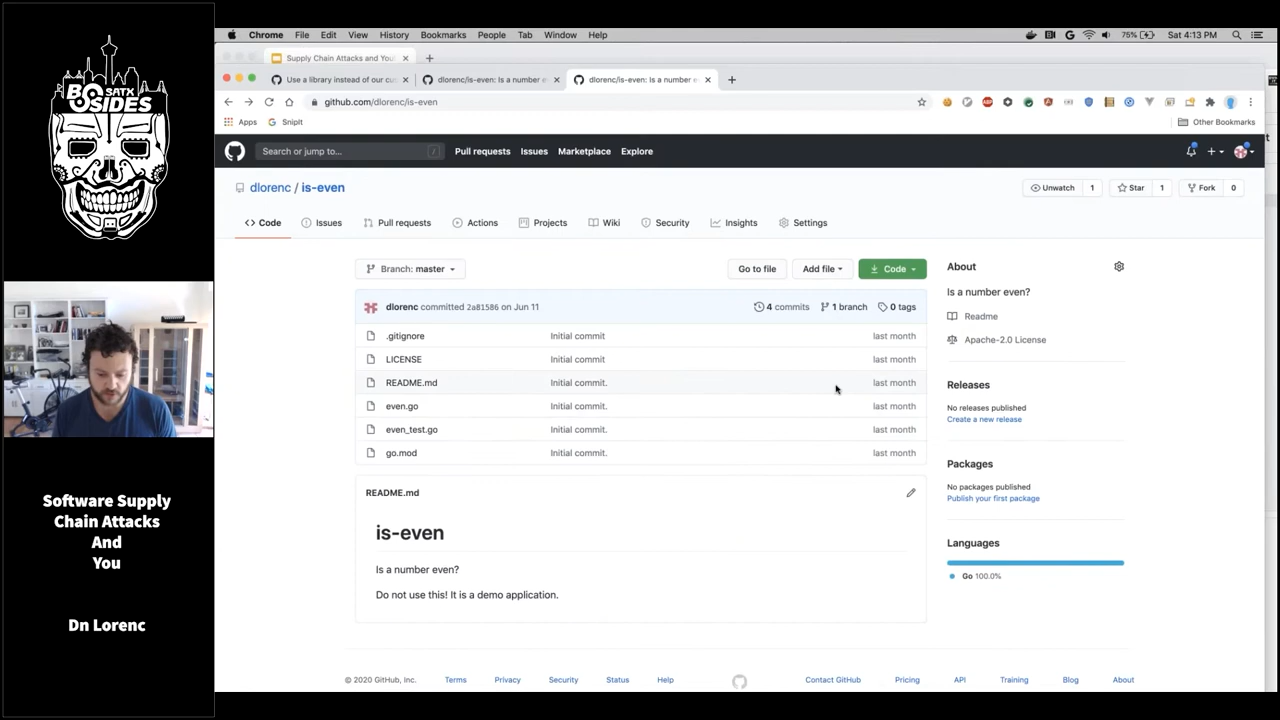 BSIDES
SATX
Software Supply
Chain Attacks
And
You
Dn Lorenc
Chrome File Edit View History Bookmarks People Tab Window Help 75% Sat 4:13 PM
Supply Chain Attacks and You
Use a library instead of our cu dlorenc/is-even: Is a number e dlorenc/is-even: Is a number e
github.com/dlorenc/is-even
Apps Snipit Other Bookmarks
Search or jump to... / Pull requests Issues Marketplace Explore
dlorenc / is-even Unwatch 1 Star 1 Fork 0
Code Issues Pull requests Actions Projects Wiki Security Insights Settings
Branch: master Go to file Add file Code
dlorenc committed 2a81586 on Jun 11 4 commits 1 branch 0 tags
.gitignore Initial commit last month
LICENSE Initial commit last month
README.md Initial commit. last month
even.go Initial commit. last month
even_test.go Initial commit. last month
go.mod Initial commit. last month
README.md
is-even
Is a number even?
Do not use this! It is a demo application.
About
Is a number even?
Readme
Apache-2.0 License
Releases
No releases published
Create a new release
Packages
No packages published
Publish your first package
Languages
Go 100.0%
© 2020 GitHub, Inc. Terms Privacy Security Status Help Contact GitHub Pricing API Training Blog About